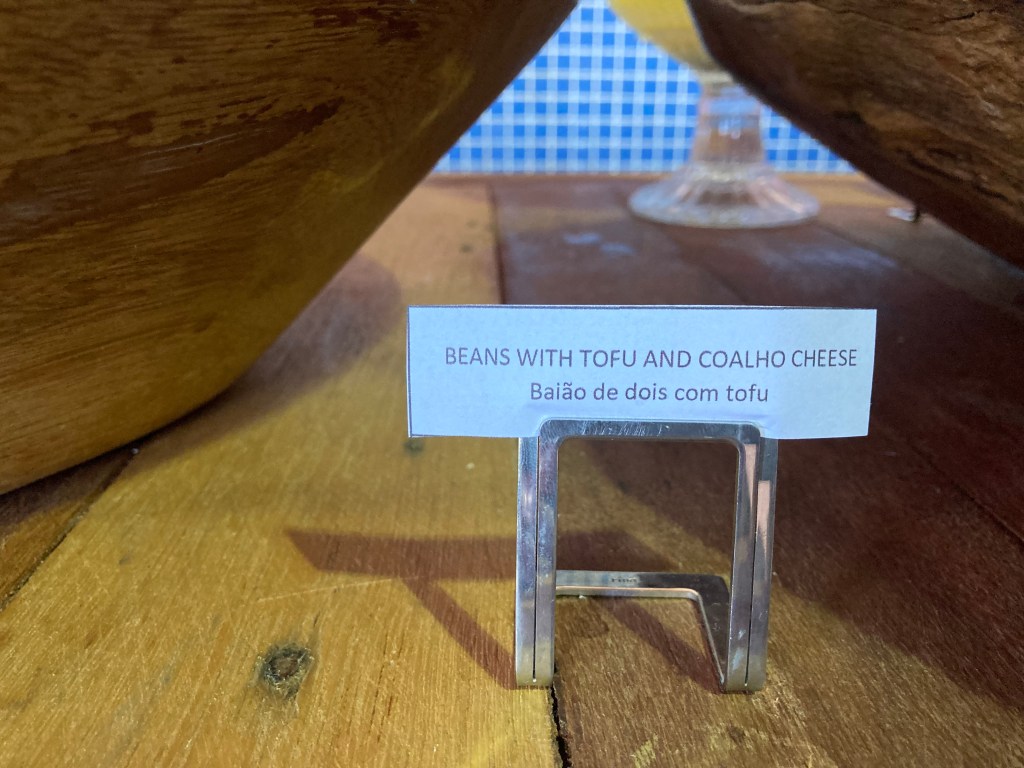 BEANS WITH TOFU AND COALHO CHEESE
Baião de dois com tofu